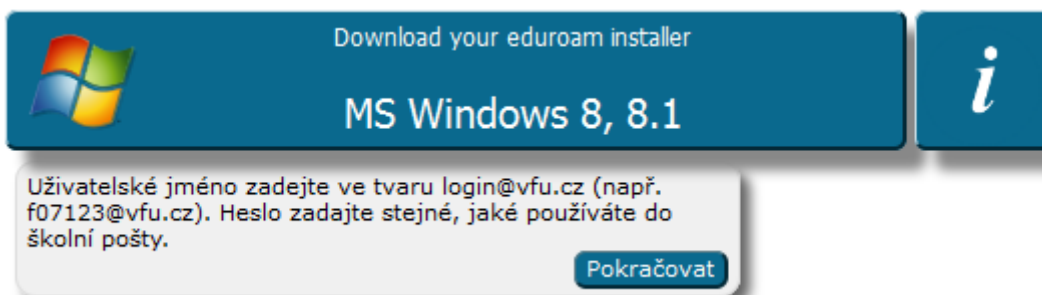 Download your eduroam installer
MS Windows 8, 8.1
i
Uživatelské jméno zadejte ve tvaru login@vfu.cz (např.
f07123@vfu.cz). Heslo zadajte stejné, jaké používáte do
školní pošty.
Pokračovat